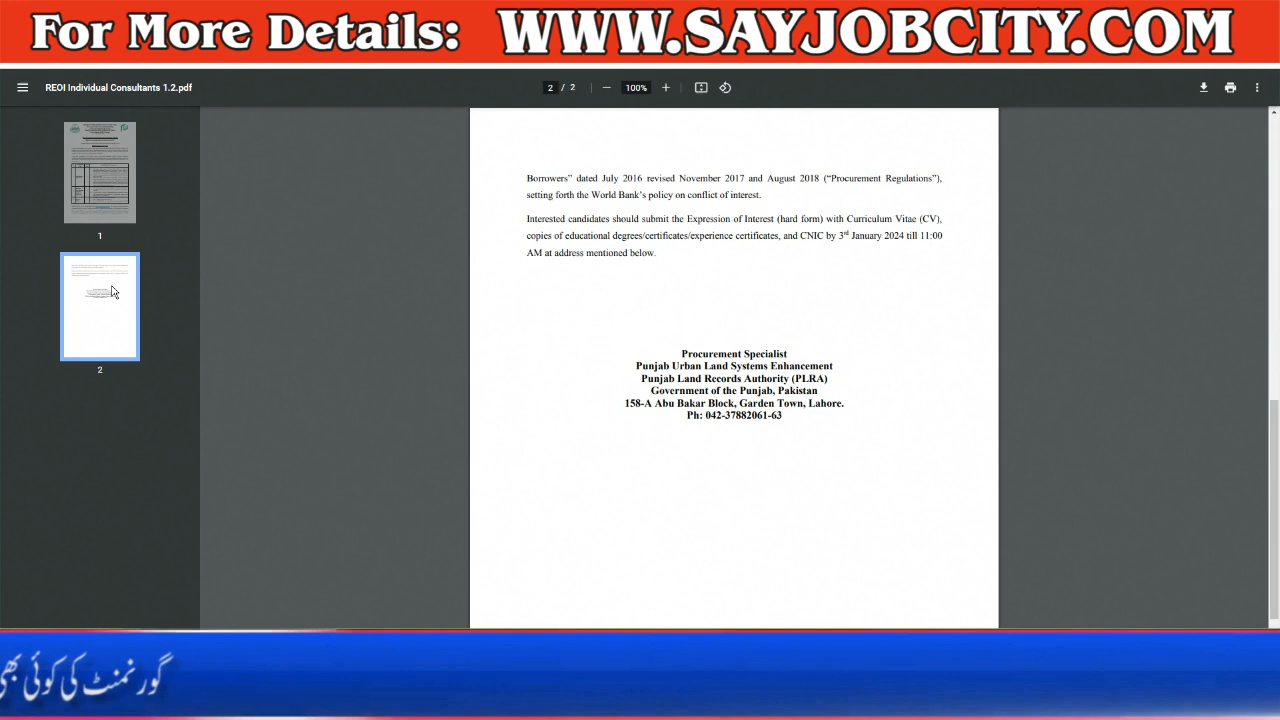 For More Details: WWW.SAYJOBCITY.COM
REOI Individual Consultants 1.2.pdf
2 / 2
100%
1
2
Borrowers” dated July 2016 revised November 2017 and August 2018 (“Procurement Regulations”),
setting forth the World Bank’s policy on conflict of interest.
Interested candidates should submit the Expression of Interest (hard form) with Curriculum Vitae (CV),
copies of educational degrees/certificates/experience certificates, and CNIC by 3rd January 2024 till 11:00
AM at address mentioned below.
Procurement Specialist
Punjab Urban Land Systems Enhancement
Punjab Land Records Authority (PLRA)
Government of the Punjab, Pakistan
158-A Abu Bakar Block, Garden Town, Lahore.
Ph: 042-37882061-63
گورنمنٹ کی کوئی بھی